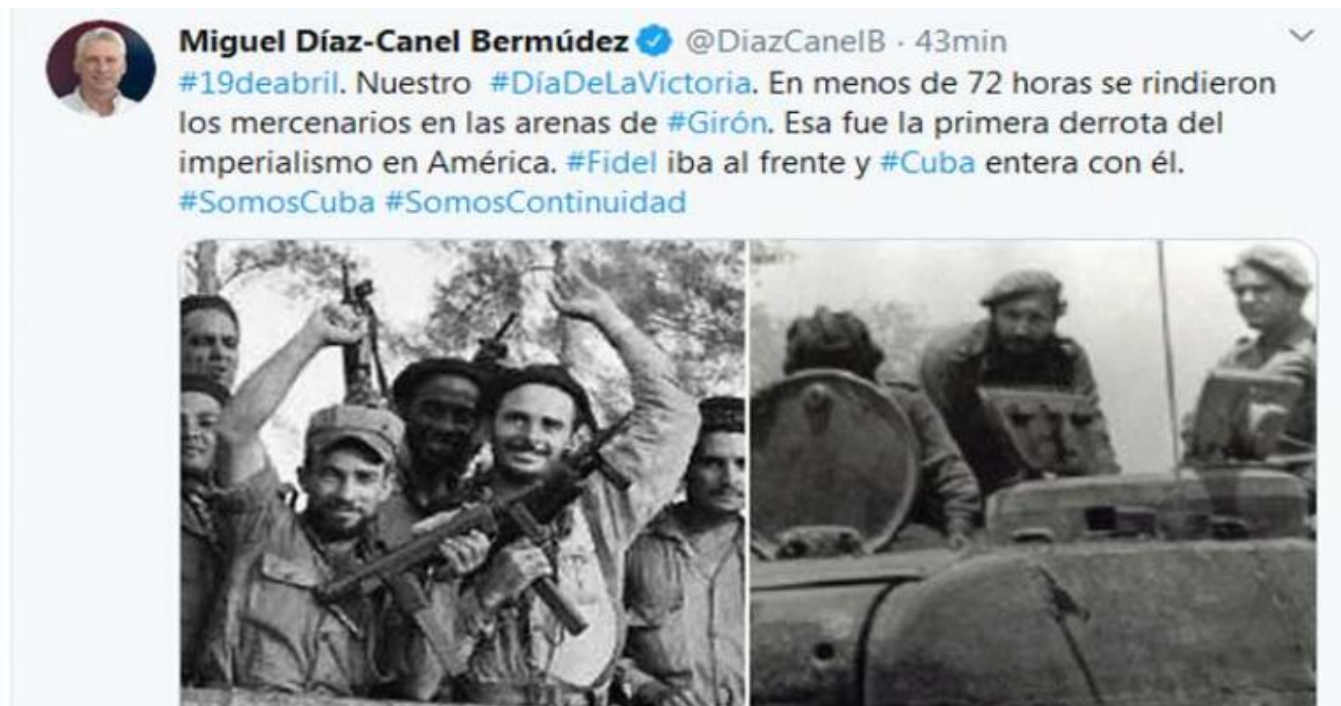 Miguel Díaz-Canel Bermúdez @DiazCanelB · 43min
#19deabril. Nuestro #DíaDeLaVictoria. En menos de 72 horas se rindieron
los mercenarios en las arenas de #Girón. Esa fue la primera derrota del
imperialismo en América. #Fidel iba al frente y #Cuba entera con él.
#SomosCuba #SomosContinuidad